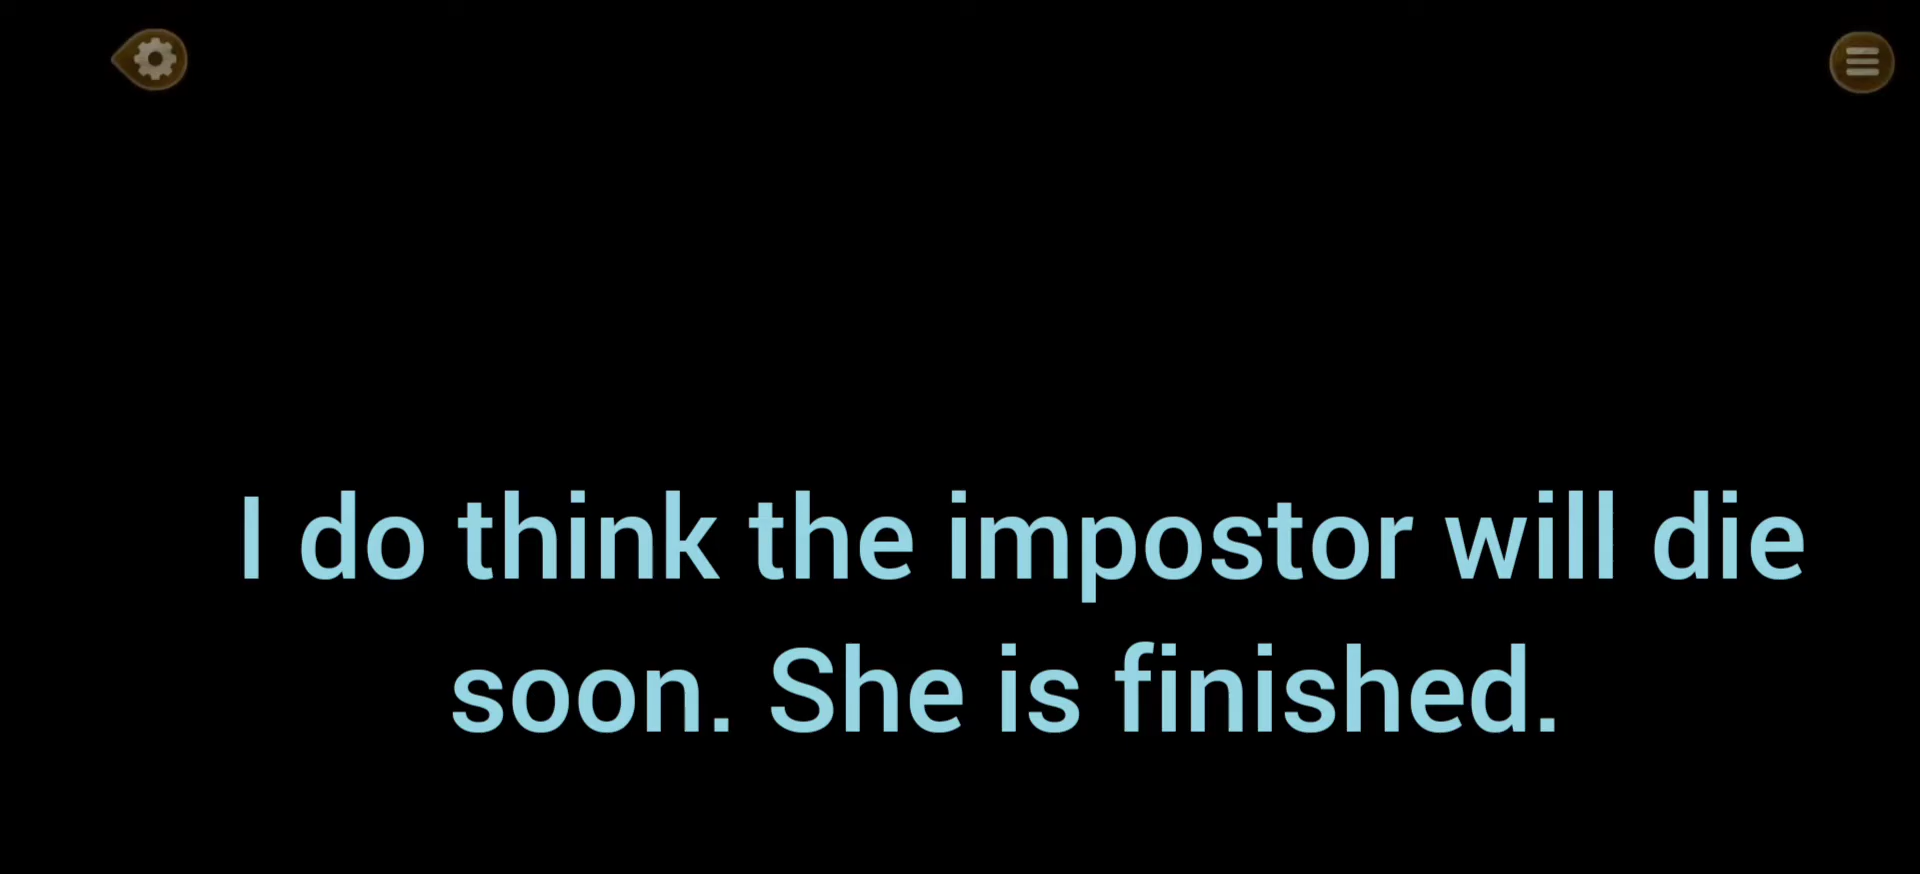 I do think the impostor will die
soon. She is finished.